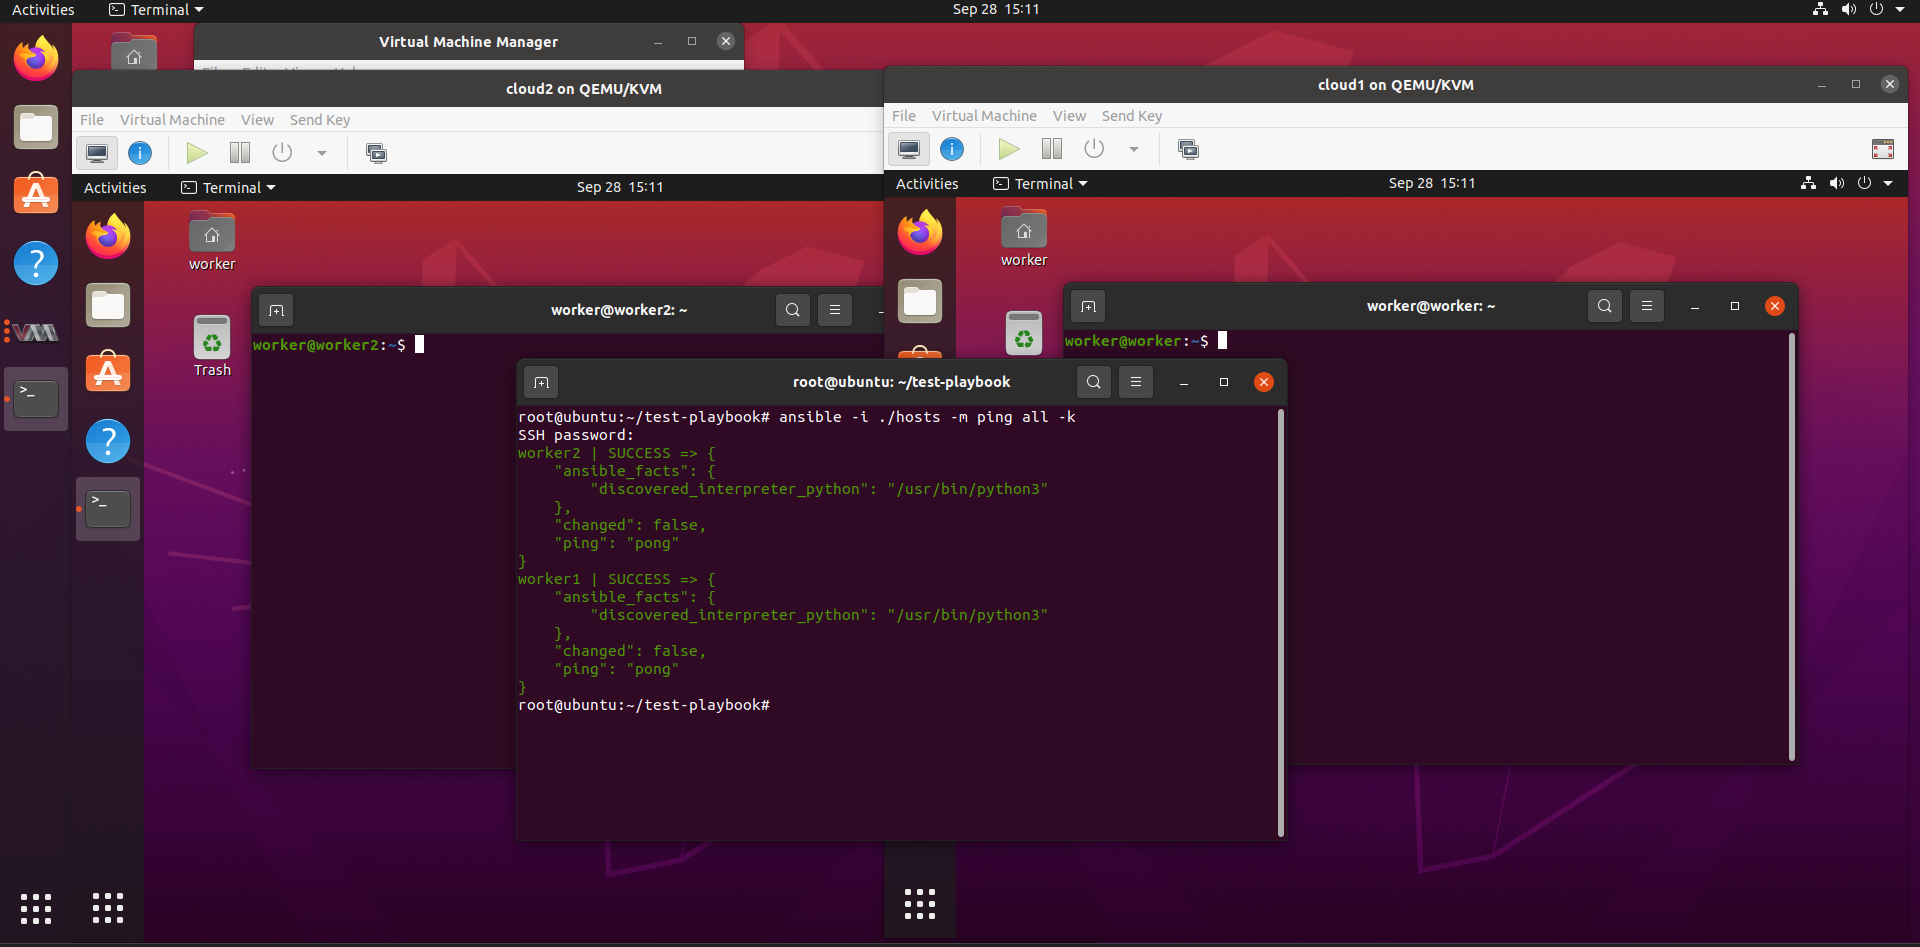 Activities
Terminal
Sep 28 15:11
Virtual Machine Manager
cloud2 on QEMU/KVM
File Virtual Machine View Send Key
Activities
Terminal
Sep 28 15:11
worker
Trash
worker@worker2: ~
worker@worker2:~$
cloud1 on QEMU/KVM
File Virtual Machine View Send Key
Activities
Terminal
Sep 28 15:11
worker
worker@worker: ~
worker@worker:~$
root@ubuntu: ~/test-playbook
root@ubuntu:~/test-playbook# ansible -i ./hosts -m ping all -k
SSH password:
worker2 | SUCCESS => {
    "ansible_facts": {
        "discovered_interpreter_python": "/usr/bin/python3"
    },
    "changed": false,
    "ping": "pong"
}
worker1 | SUCCESS => {
    "ansible_facts": {
        "discovered_interpreter_python": "/usr/bin/python3"
    },
    "changed": false,
    "ping": "pong"
}
root@ubuntu:~/test-playbook#